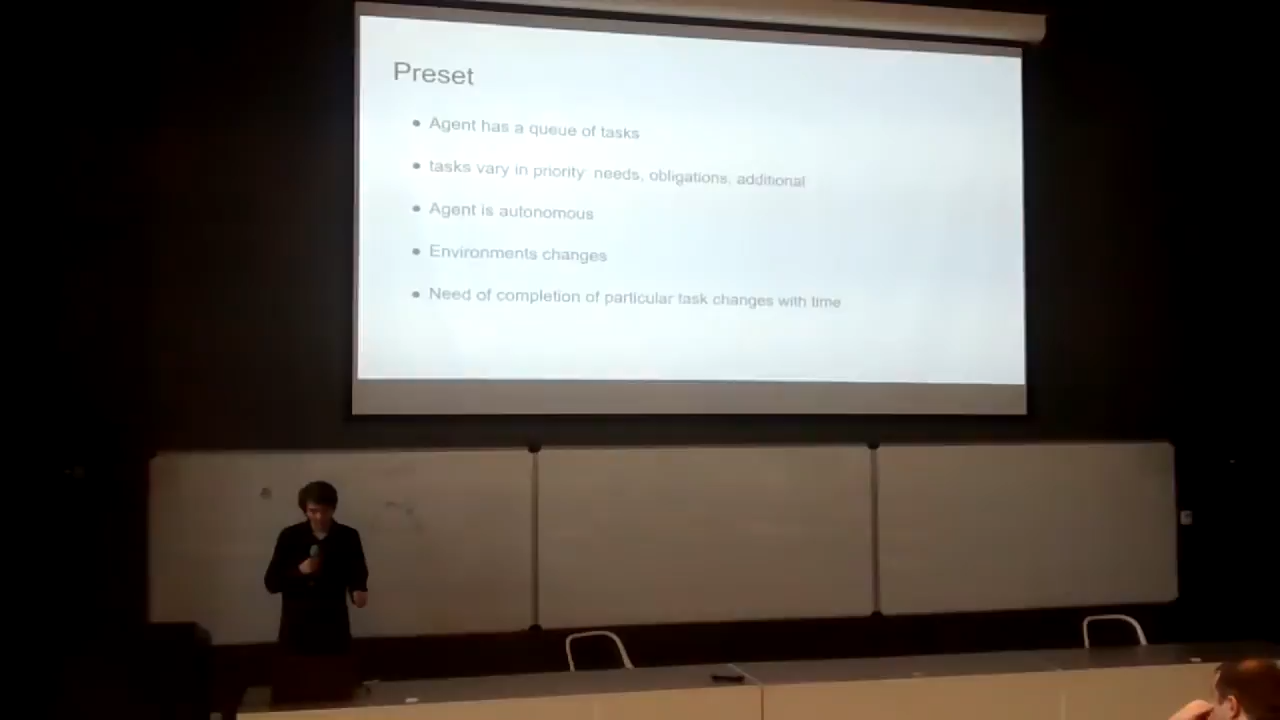 Preset
● Agent has a queue of tasks
● tasks vary in priority needs, obligations, additional
● Agent is autonomous
● Environments changes
● Need of completion of particular task changes with time